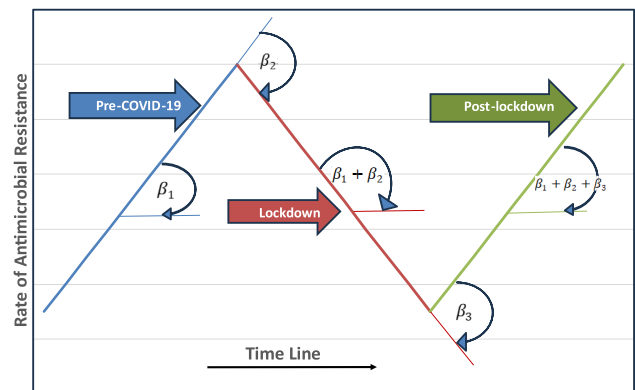 Rate of Antimicrobial Resistance
β₂
Pre-COVID-19
Post-lockdown
β₁
β₁ + β₂
β₁ + β₂ + β₃
Lockdown
β₃
Time Line